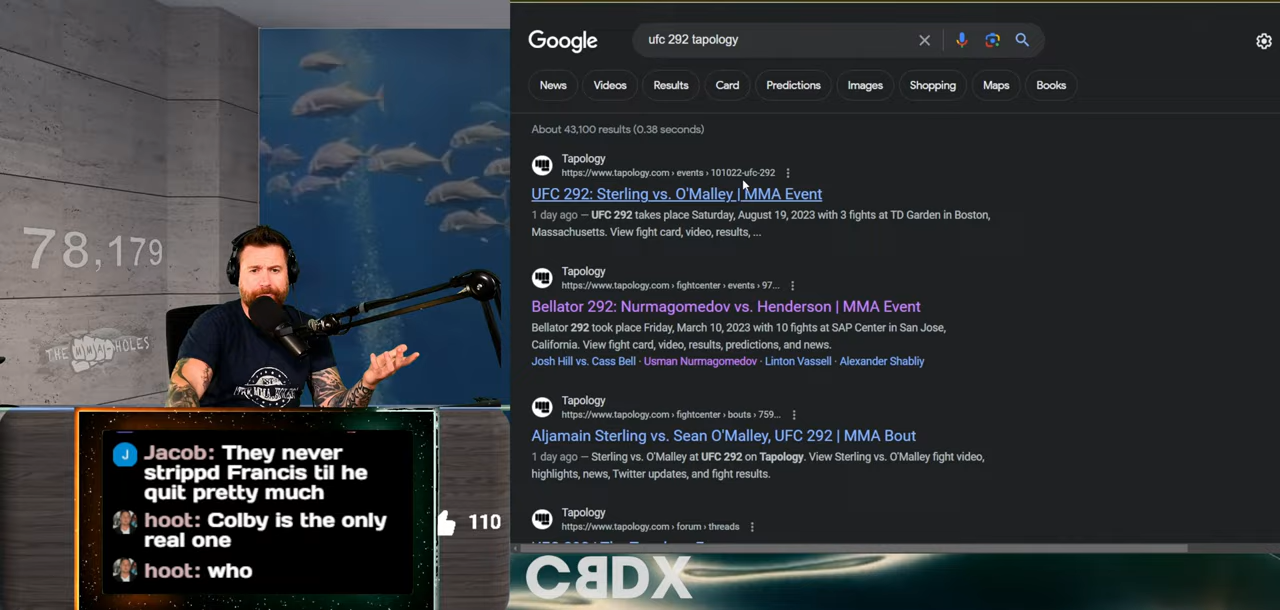 78,179
THE MMA-HOLES
EST
THE MMA-HOLES
J
Jacob: They never
strippd Francis til he
quit pretty much
hoot: Colby is the only
real one
hoot: who
110
Google
ufc 292 tapology
News
Videos
Results
Card
Predictions
Images
Shopping
Maps
Books
About 43,100 results (0.38 seconds)
Tapology
https://www.tapology.com › events › 101022-ufc-292
UFC 292: Sterling vs. O'Malley | MMA Event
1 day ago — UFC 292 takes place Saturday, August 19, 2023 with 3 fights at TD Garden in Boston,
Massachusetts. View fight card, video, results, ...
Tapology
https://www.tapology.com › fightcenter › events › 97...
Bellator 292: Nurmagomedov vs. Henderson | MMA Event
Bellator 292 took place Friday, March 10, 2023 with 10 fights at SAP Center in San Jose,
California. View fight card, video, results, predictions, and news.
Josh Hill vs. Cass Bell · Usman Nurmagomedov · Linton Vassell · Alexander Shabliy
Tapology
https://www.tapology.com › fightcenter › bouts › 759...
Aljamain Sterling vs. Sean O'Malley, UFC 292 | MMA Bout
1 day ago — Sterling vs. O'Malley at UFC 292 on Tapology. View Sterling vs. O'Malley fight video,
highlights, news, Twitter updates, and fight results.
Tapology
https://www.tapology.com › forum › threads
CBDX